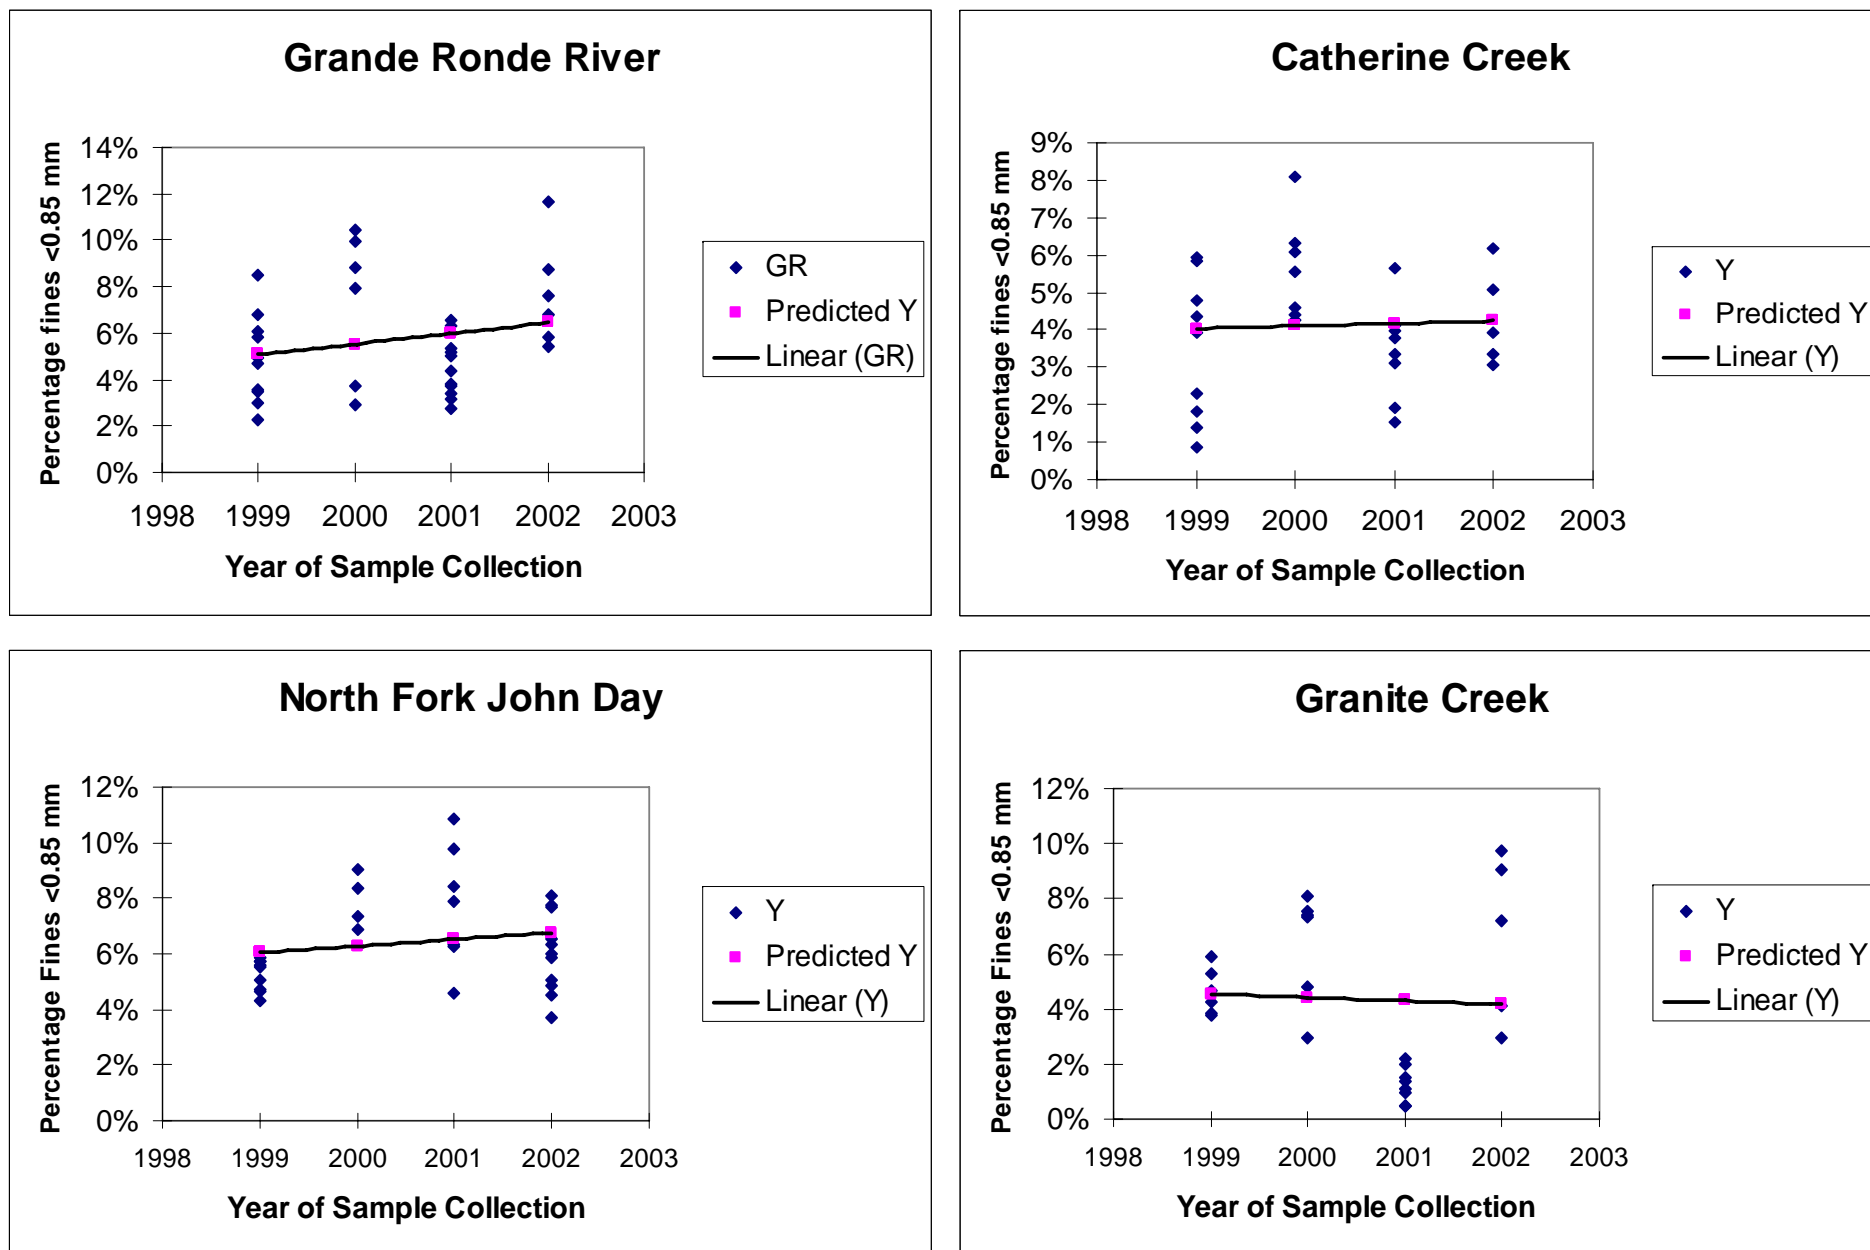 Grande Ronde River
Percentage fines <0.85 mm
14%
12%
10%
8%
6%
4%
2%
0%
1998 1999 2000 2001 2002 2003
Year of Sample Collection
GR
Predicted Y
Linear (GR)
Catherine Creek
Percentage fines <0.85 mm
9%
8%
7%
6%
5%
4%
3%
2%
1%
0%
1998 1999 2000 2001 2002 2003
Year of Sample Collection
Y
Predicted Y
Linear (Y)
North Fork John Day
Percentage Fines <0.85 mm
12%
10%
8%
6%
4%
2%
0%
1998 1999 2000 2001 2002 2003
Year of Sample Collection
Y
Predicted Y
Linear (Y)
Granite Creek
Percentage Fines <0.85 mm
12%
10%
8%
6%
4%
2%
0%
1998 1999 2000 2001 2002 2003
Year of Sample Collection
Y
Predicted Y
Linear (Y)